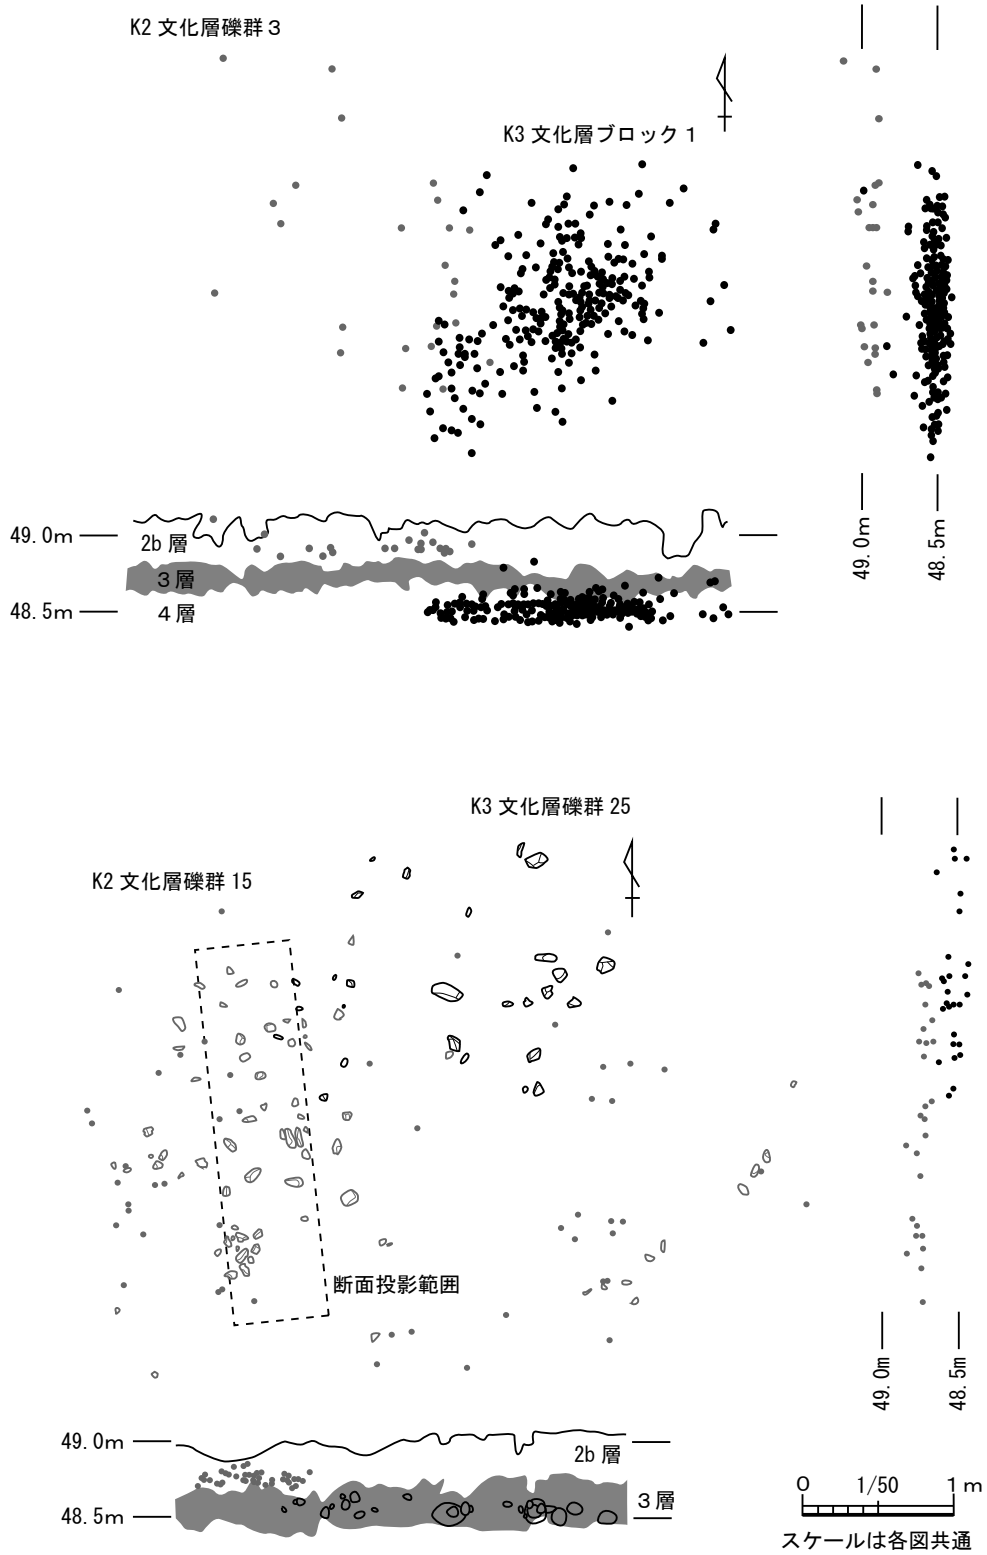 K2 文化層礫群 3
K3 文化層ブロック 1
49.0m
2b 層
3 層
48.5m
4 層
49.0m
48.5m
K3 文化層礫群 25
K2 文化層礫群 15
断面投影範囲
49.0m
48.5m
49.0m
2b 層
3 層
48.5m
0 1/50 1 m
スケールは各図共通